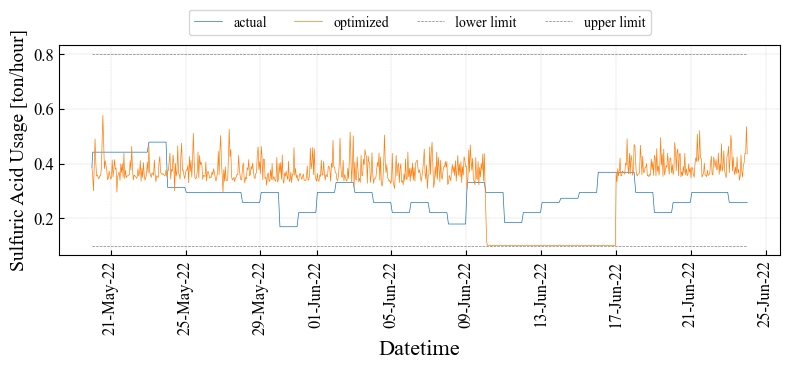 actual optimized lower limit upper limit
Sulfuric Acid Usage [ton/hour]
0.8
0.6
0.4
0.2
21-May-22 25-May-22 29-May-22 01-Jun-22 05-Jun-22 09-Jun-22 13-Jun-22 17-Jun-22 21-Jun-22 25-Jun-22
Datetime